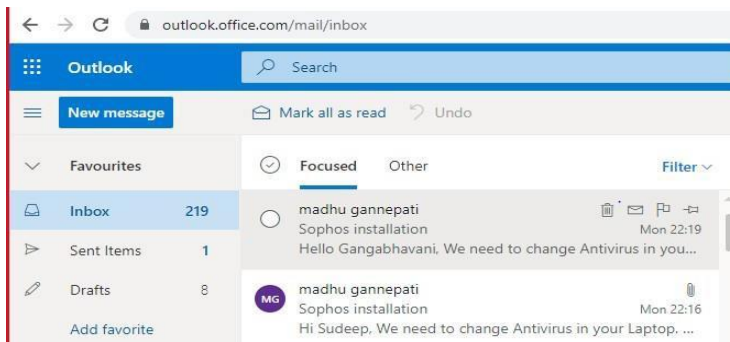 outlook.office.com/mail/inbox
Outlook
Search
New message
Mark all as read
Undo
Favourites
Focused
Other
Filter
Inbox
219
madhu gannepati
Sophos installation
Mon 22:19
Hello Gangabhavani, We need to change Antivirus in you...
Sent Items
1
Drafts
8
MG
madhu gannepati
Sophos installation
Mon 22:16
Hi Sudeep, We need to change Antivirus in your Laptop. ...
Add favorite